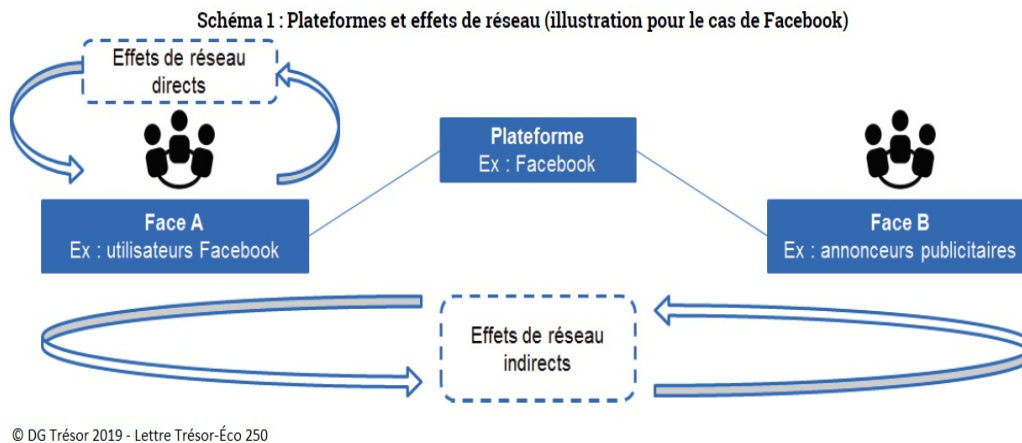 Schéma 1 : Plateformes et effets de réseau (illustration pour le cas de Facebook)
Effets de réseau
directs
Plateforme
Ex : Facebook
Face A
Ex : utilisateurs Facebook
Face B
Ex : annonceurs publicitaires
Effets de réseau
indirects
© DG Trésor 2019 - Lettre Trésor-Éco 250